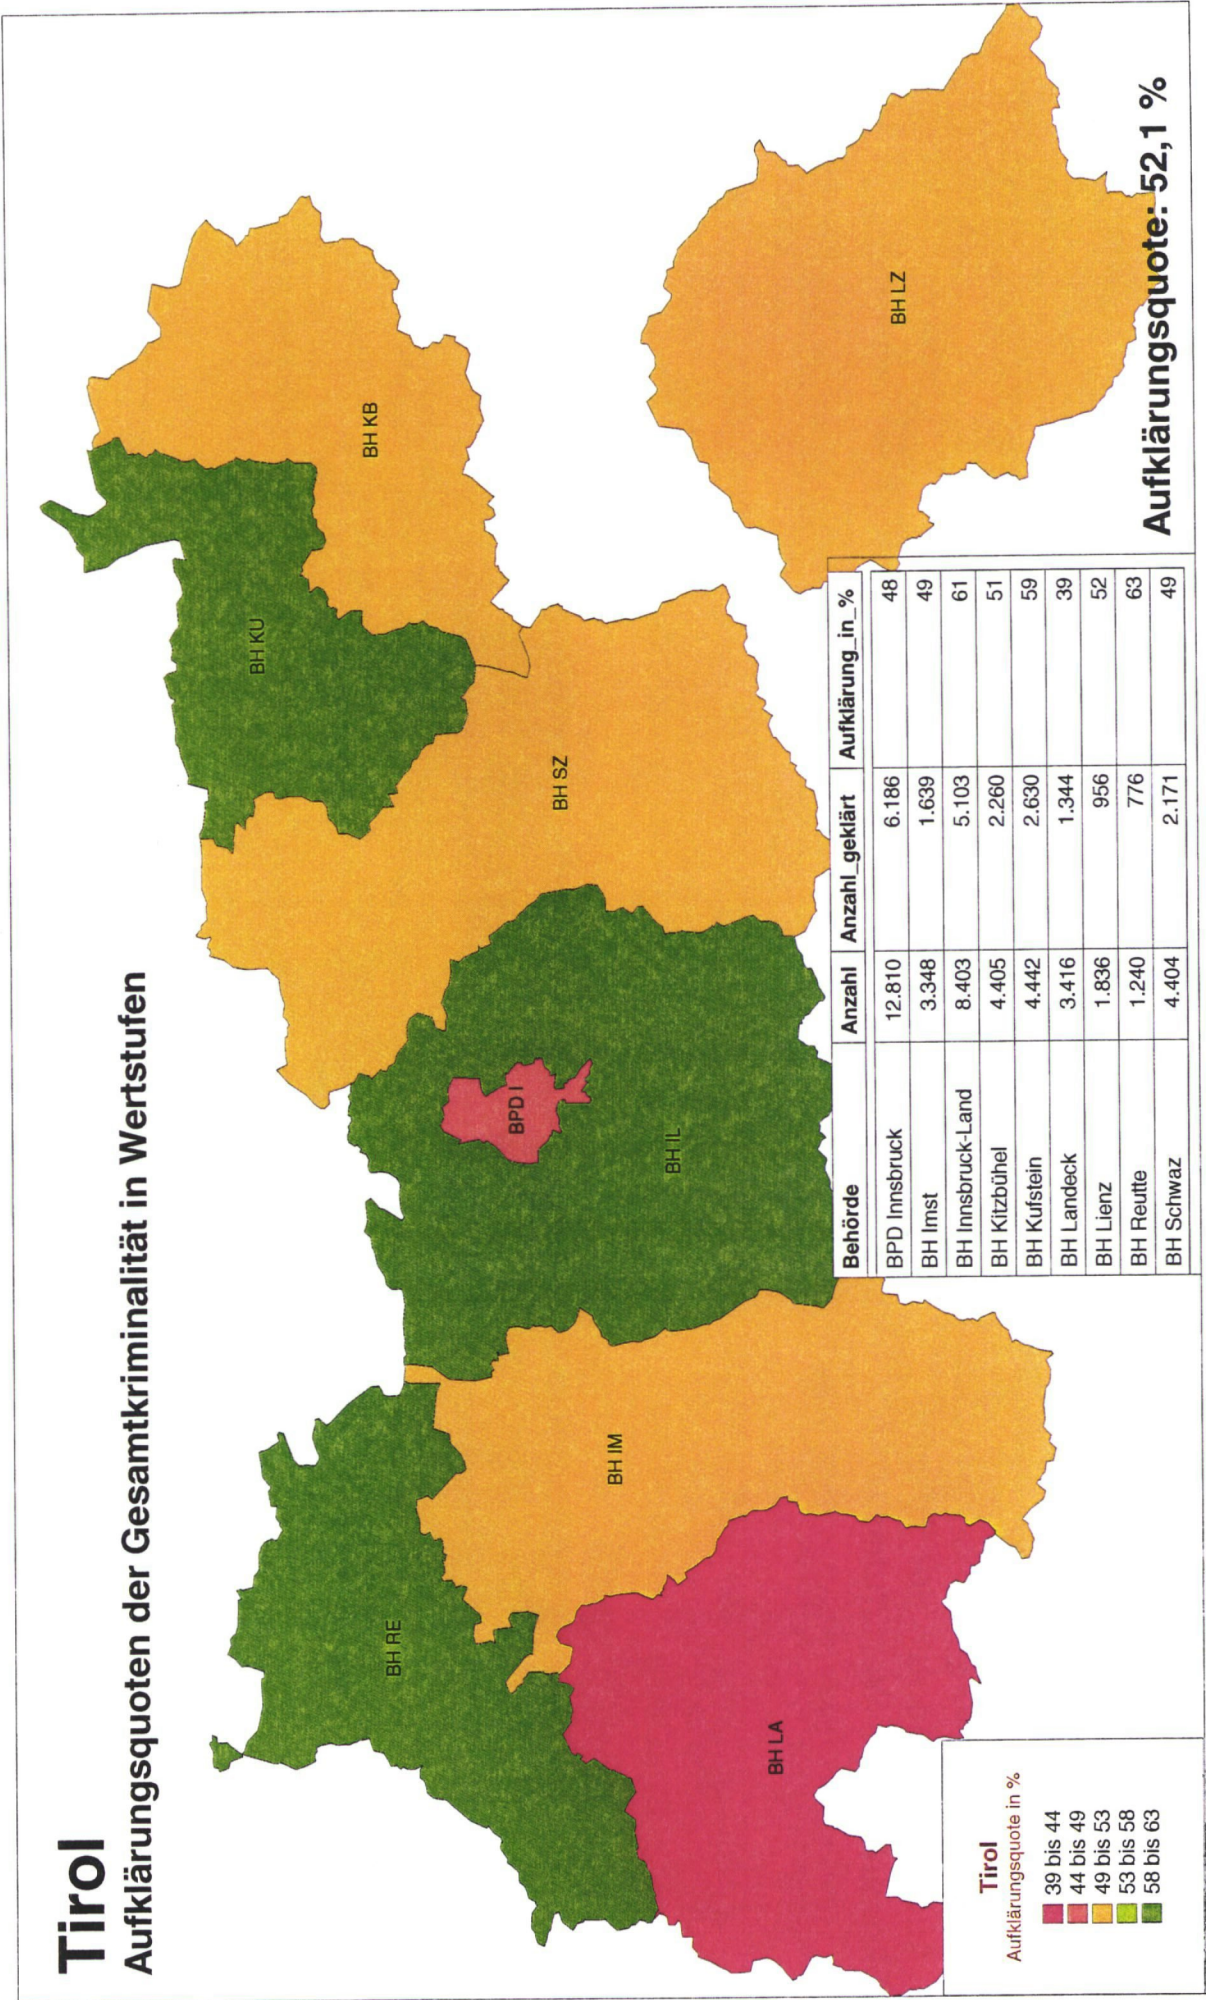 Tirol
Aufklärungsquoten der Gesamtkriminalität in Wertstufen
BH RE
BH KU
BH KB
BPD I
BH SZ
BH IM
BH IL
BH LA
BH LZ
Behörde Anzahl Anzahl_geklärt Aufklärung_in_%
BPD Innsbruck 12.810 6.186 48
BH Imst 3.348 1.639 49
BH Innsbruck-Land 8.403 5.103 61
BH Kitzbühel 4.405 2.260 51
BH Kufstein 4.442 2.630 59
BH Landeck 3.416 1.344 39
BH Lienz 1.836 956 52
BH Reutte 1.240 776 63
BH Schwaz 4.404 2.171 49
Aufklärungsquote: 52,1 %
Tirol
Aufklärungsquote in %
39 bis 44
44 bis 49
49 bis 53
53 bis 58
58 bis 63